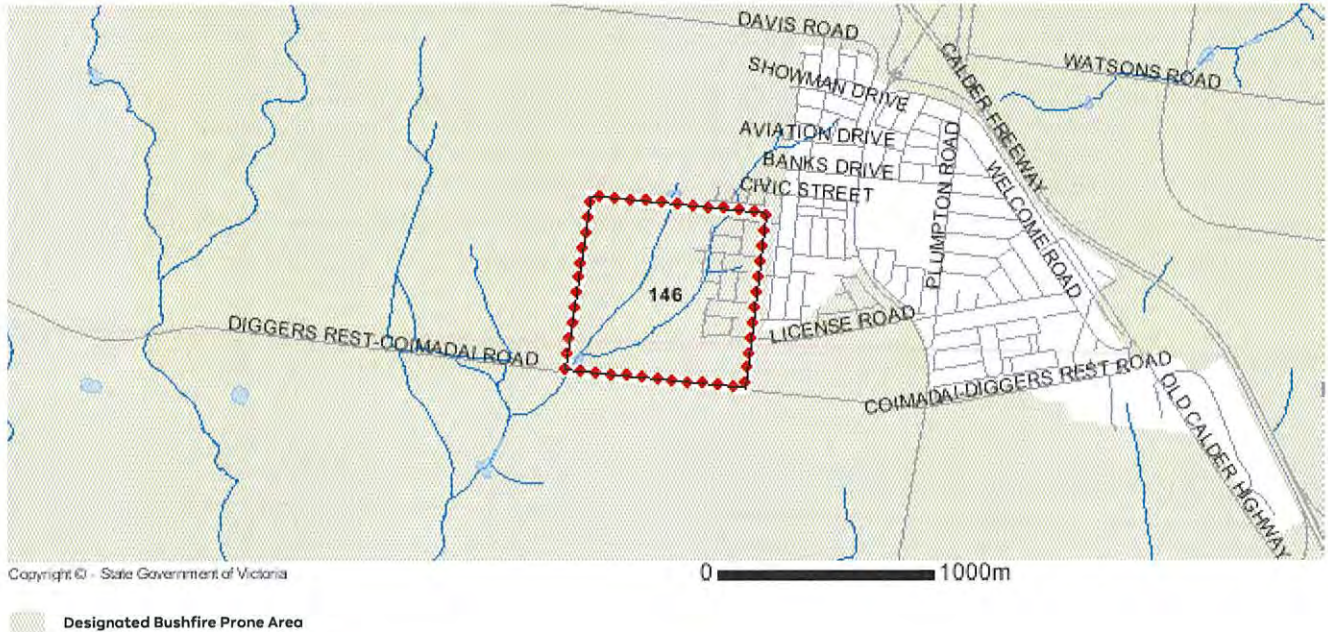 DAVIS ROAD
CALDER FREEWAY
WATSONS ROAD
SHOWMAN DRIVE
AVIATION DRIVE
PLUMPTON ROAD
BANKS DRIVE
WELCOME ROAD
CIVIC STREET
146
LICENSE ROAD
DIGGERS REST-COIMADAI ROAD
COIMADAI-DIGGERS REST ROAD
OLD CALDER HIGHWAY
Copyright © - State Government of Victoria
0 1000m
Designated Bushfire Prone Area